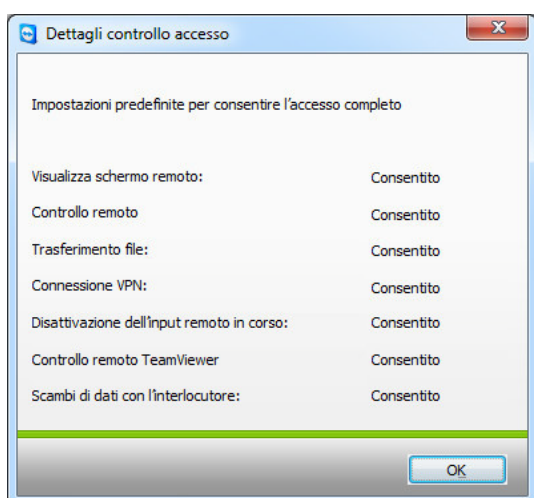 Dettagli controllo accesso
Impostazioni predefinite per consentire l'accesso completo
Visualizza schermo remoto: Consentito
Controllo remoto Consentito
Trasferimento file: Consentito
Connessione VPN: Consentito
Disattivazione dell'input remoto in corso: Consentito
Controllo remoto TeamViewer Consentito
Scambi di dati con l'interlocutore: Consentito
OK